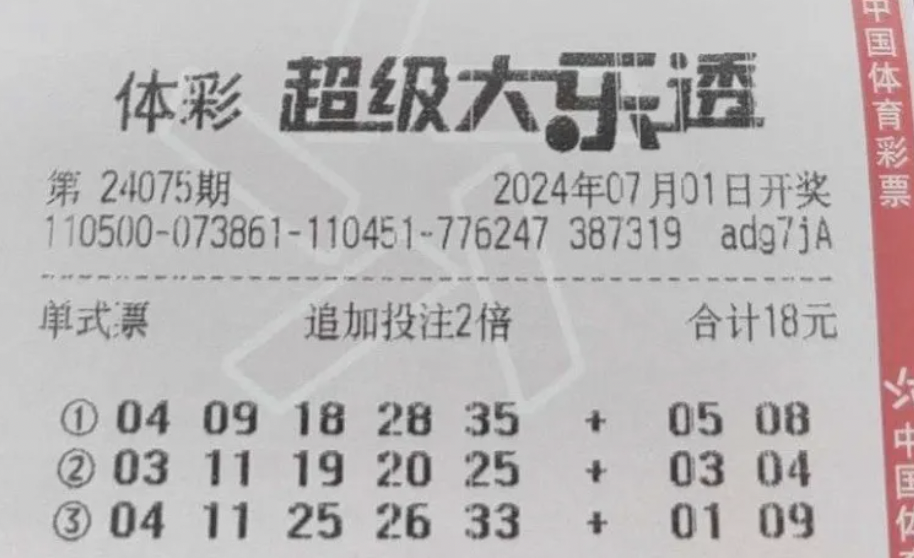 体彩 超级大乐透
第 24075期 2024年07月01日开奖
110500-073861-110451-776247 387319 adg7jA
单式票 追加投注2倍 合计18元
① 04 09 18 28 35 + 05 08
② 03 11 19 20 25 + 03 04
③ 04 11 25 26 33 + 01 09
中国体育彩票
中国体